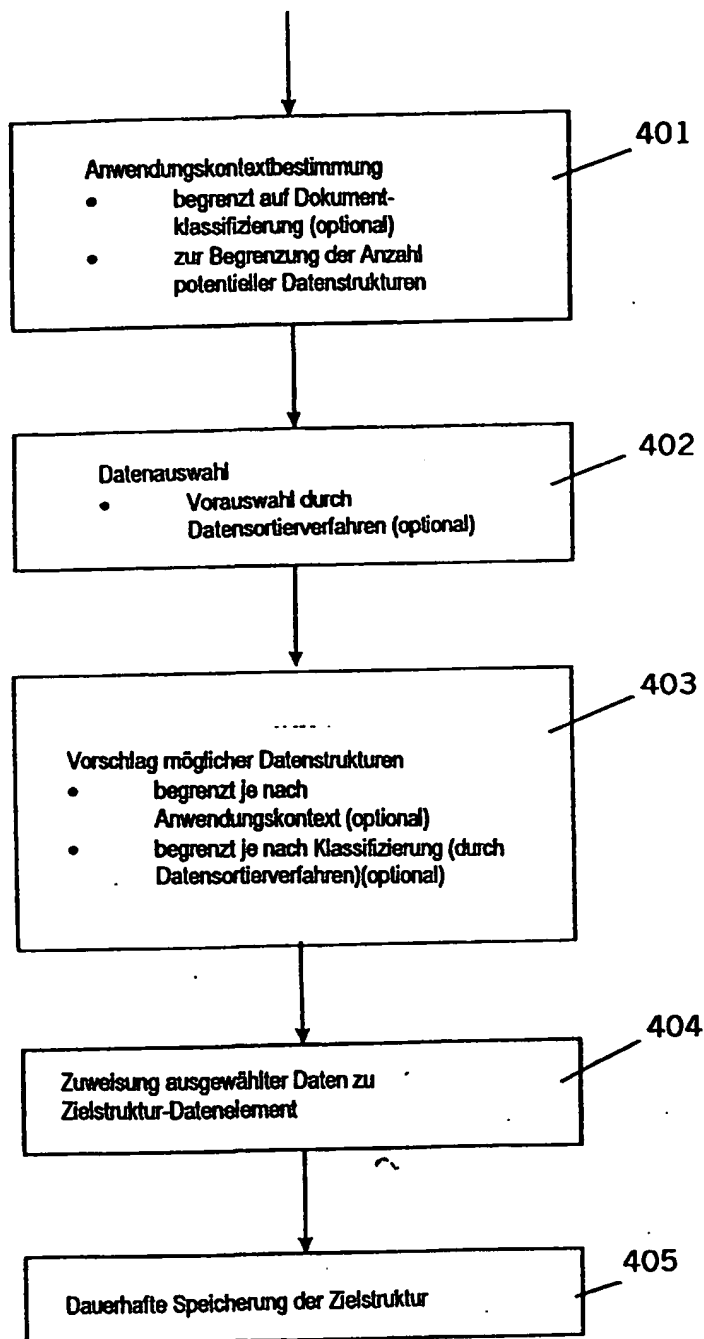 401
Anwendungskontextbestimmung
• begrenzt auf Dokument-
klassifizierung (optional)
• zur Begrenzung der Anzahl
potentieller Datenstrukturen
402
Datenauswahl
• Vorauswahl durch
Datensortierverfahren (optional)
403
Vorschlag möglicher Datenstrukturen
• begrenzt je nach
Anwendungskontext (optional)
• begrenzt je nach Klassifizierung (durch
Datensortierverfahren)(optional)
404
Zuweisung ausgewählter Daten zu
Zielstruktur-Datenelement
405
Dauerhafte Speicherung der Zielstruktur